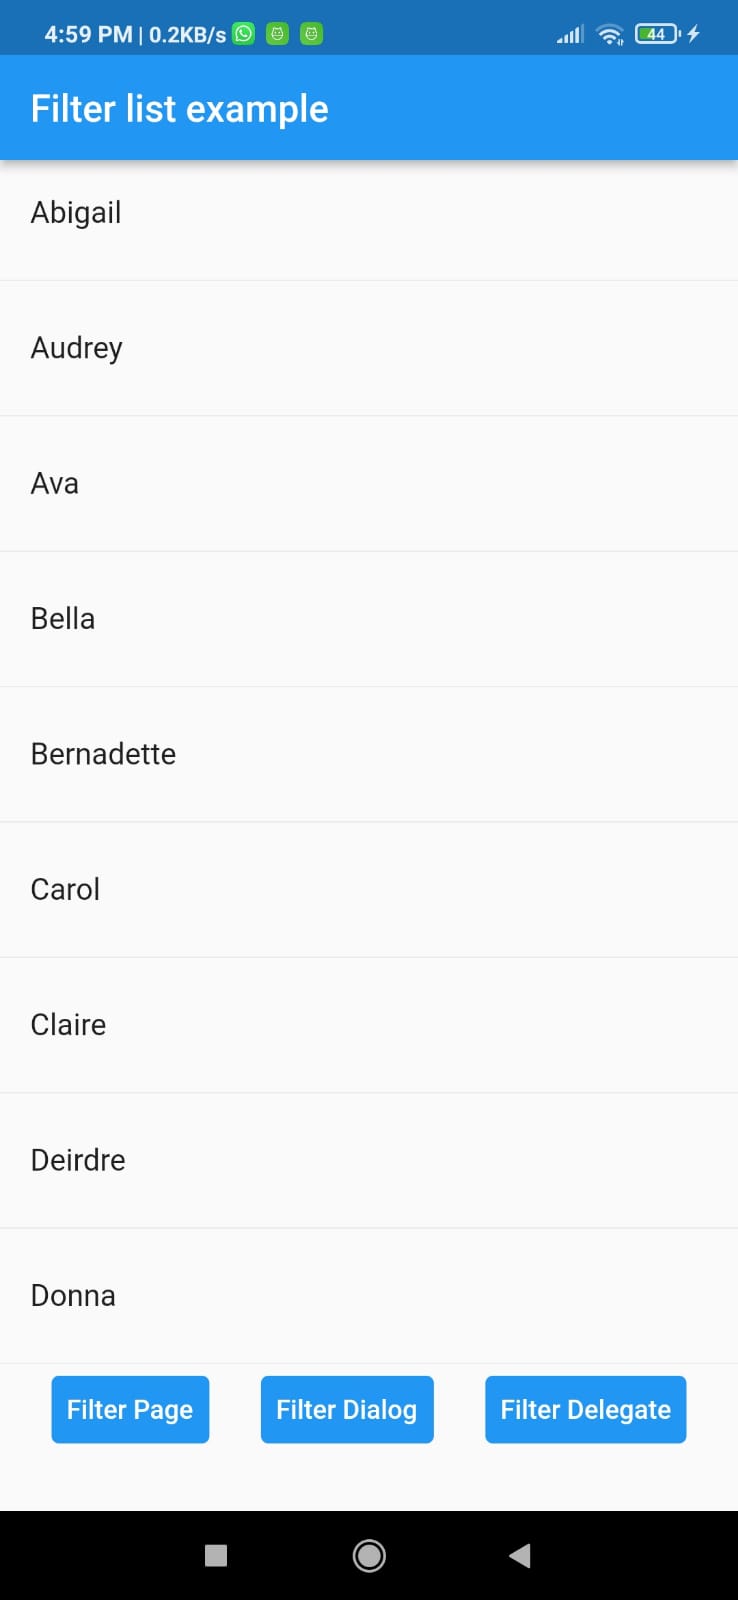 4:59 PM | 0.2KB/s 44
Filter list example
Abigail
Audrey
Ava
Bella
Bernadette
Carol
Claire
Deirdre
Donna
Filter Page Filter Dialog Filter Delegate